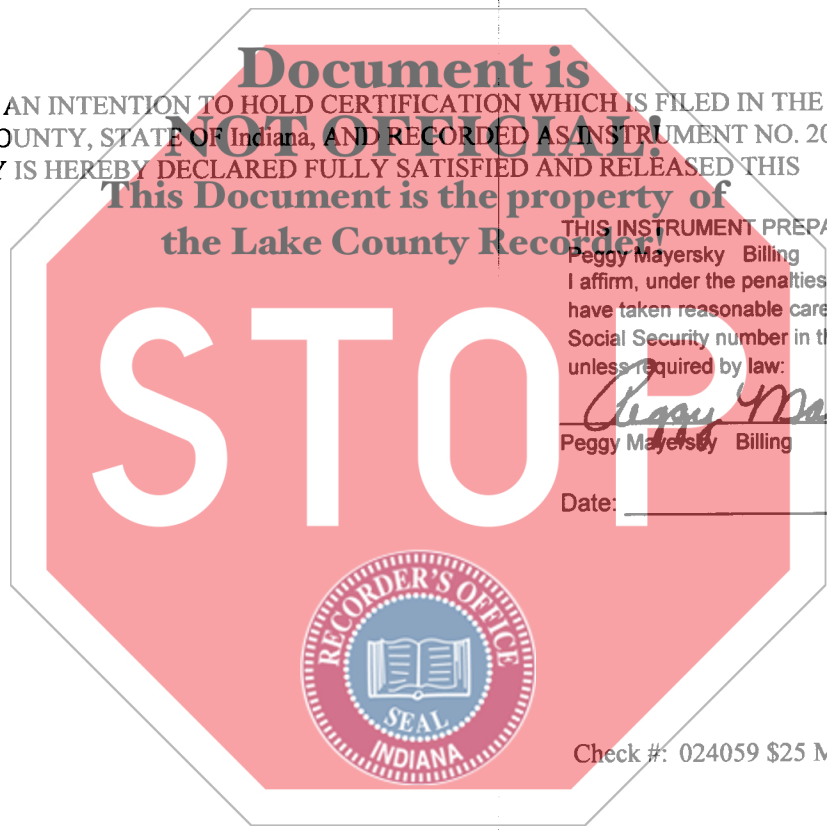 Document is
AN INTENTION TO HOLD CERTIFICATION WHICH IS FILED IN THE
OUNTY, STATE OF Indiana, AND RECORDED AS INSTRUMENT NO. 20
NOT OFFICIAL!
Y IS HEREBY DECLARED FULLY SATISFIED AND RELEASED THIS
This Document is the property of
the Lake County Recorder!
THIS INSTRUMENT PREPA
Peggy Mayersky Billing
I affirm, under the penalties
have taken reasonable care
Social Security number in th
unless required by law:
Peggy Ma
Peggy Mayersky Billing
Date:
STOP
RECORDER'S OFFICE
SEAL
INDIANA
Check #: 024059 $25 M